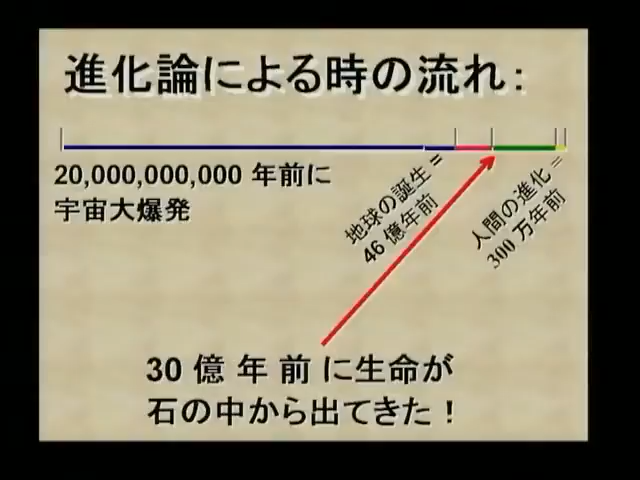 進化論による時の流れ:
20,000,000,000 年前に
宇宙大爆発
地球の誕生 =
46 億年前
人間の進化 =
300 万年前
30 億 年 前 に生命が
石の中から出てきた!